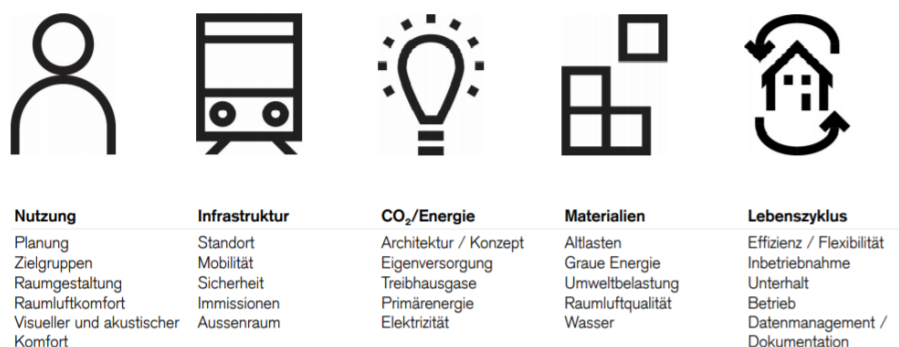 Nutzung
Planung
Zielgruppen
Raumgestaltung
Raumluftkomfort
Visueller und akustischer
Komfort
Infrastruktur
Standort
Mobilität
Sicherheit
Immissionen
Aussenraum
CO₂/Energie
Architektur / Konzept
Eigenversorgung
Treibhausgase
Primärenergie
Elektrizität
Materialien
Altlasten
Graue Energie
Umweltbelastung
Raumluftqualität
Wasser
Lebenszyklus
Effizienz / Flexibilität
Inbetriebnahme
Unterhalt
Betrieb
Datenmanagement /
Dokumentation